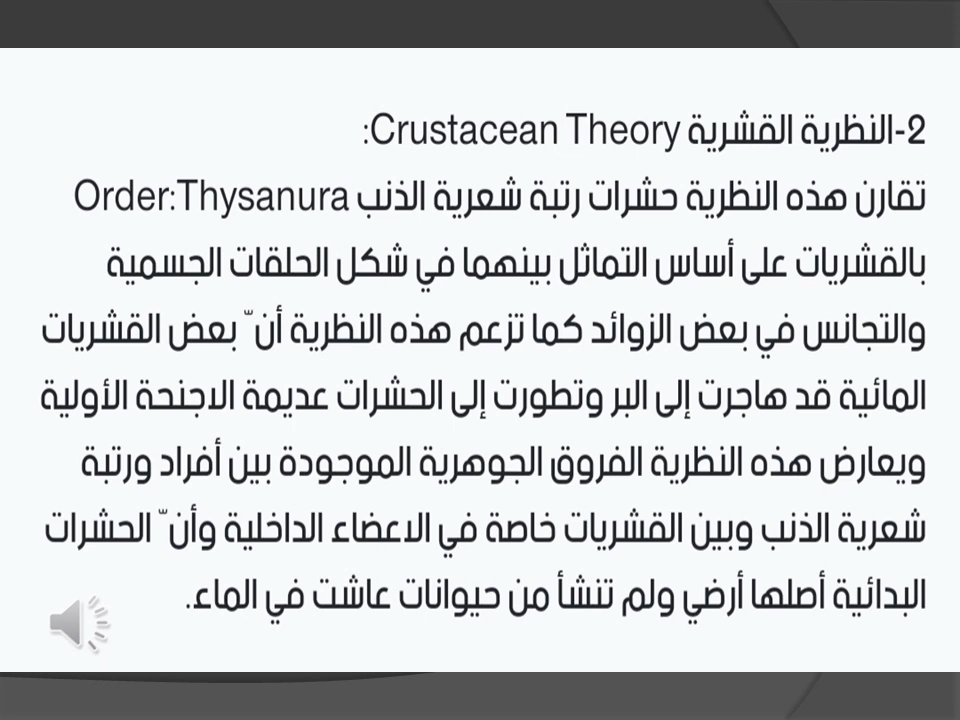 2-النظرية القشرية Crustacean Theory:
تقارن هذه النظرية حشرات رتبة شعرية الذنب Order:Thysanura
بالقشريات على أساس التماثل بينهما في شكل الحلقات الجسمية
والتجانس في بعض الزوائد كما تزعم هذه النظرية أنّ بعض القشريات
المائية قد هاجرت إلى البر وتطورت إلى الحشرات عديمة الاجنحة الأولية
ويعارض هذه النظرية الفروق الجوهرية الموجودة بين أفراد ورتبة
شعرية الذنب وبين القشريات خاصة في الاعضاء الداخلية وأنّ الحشرات
البدائية أصلها أرضي ولم تنشأ من حيوانات عاشت في الماء.